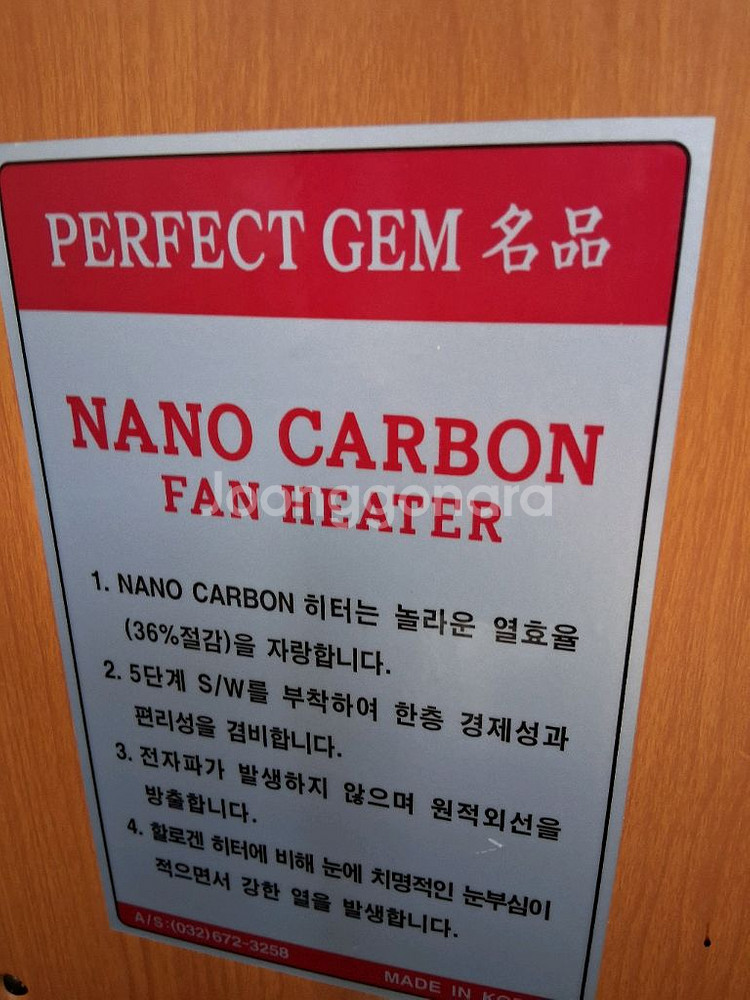 PERFECT GEM 名品
NANO CARBON
FAN HEATER
joonggonara
1. NANO CARBON 히터는 놀라운 열효율
(36%절감)을 자랑합니다.
2. 5단계 S/W를 부착하여 한층 경제성과
편리성을 겸비합니다.
3. 전자파가 발생하지 않으며 원적외선을
방출합니다.
4. 할로겐 히터에 비해 눈에 치명적인 눈부심이
적으면서 강한 열을 발생합니다.
A/S:(032)672-3258
MADE IN